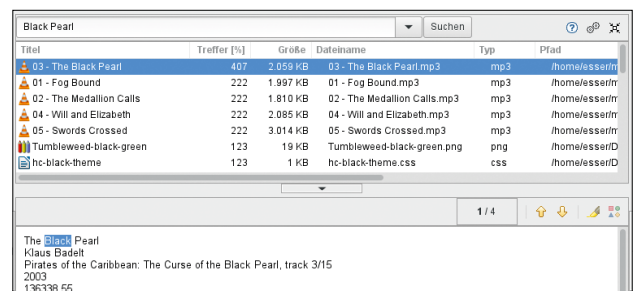 Black Pearl Suchen
Titel Treffer [%] Größe Dateiname Typ Pfad
03 - The Black Pearl 407 2.059 KB 03 - The Black Pearl.mp3 mp3 /home/esser/m
01 - Fog Bound 222 1.997 KB 01 - Fog Bound.mp3 mp3 /home/esser/m
02 - The Medallion Calls 222 1.810 KB 02 - The Medallion Calls.mp3 mp3 /home/esser/m
04 - Will and Elizabeth 222 2.085 KB 04 - Will and Elizabeth.mp3 mp3 /home/esser/m
05 - Swords Crossed 222 3.014 KB 05 - Swords Crossed.mp3 mp3 /home/esser/m
Tumbleweed-black-green 123 19 KB Tumbleweed-black-green.png png /home/esser/D
hc-black-theme 123 1 KB hc-black-theme.css css /home/esser/D
1 / 4
The Black Pearl
Klaus Badelt
Pirates of the Caribbean: The Curse of the Black Pearl, track 3/15
2003
136338.55